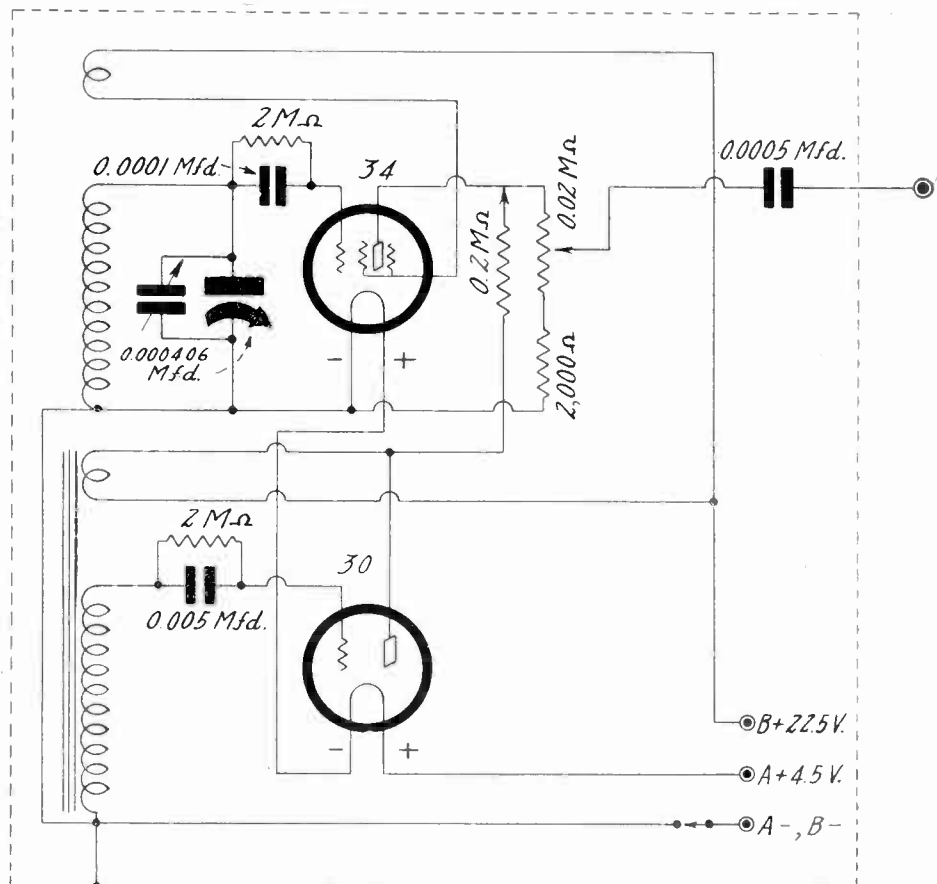 2 MΩ
0.0001 Mfd.
34
0.02 MΩ
0.0005 Mfd.
0.2 MΩ
0.000406
Mfd.
- +
2,000 Ω
2 MΩ
30
0.005 Mfd.
- +
B+22.5V.
A+4.5V.
A-, B-